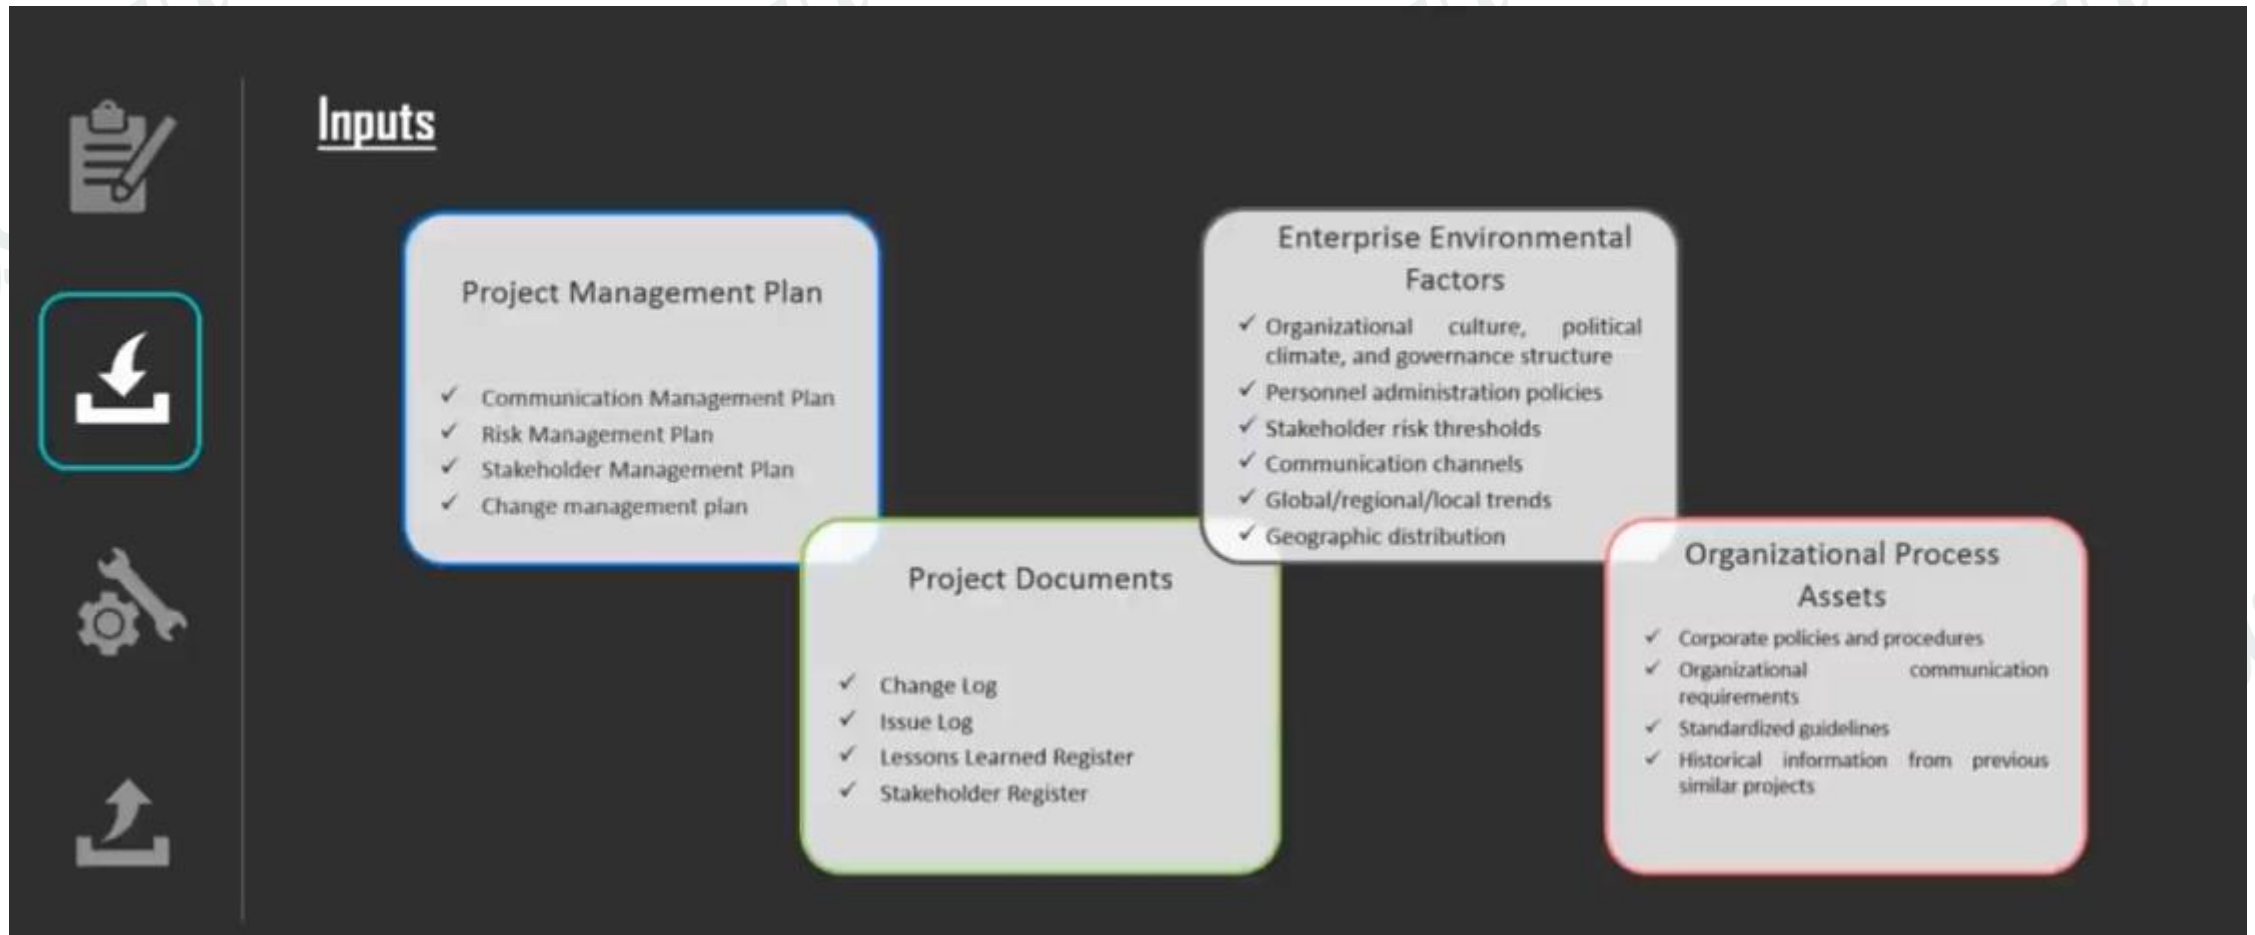 Inputs
Project Management Plan
✓ Communication Management Plan
✓ Risk Management Plan
✓ Stakeholder Management Plan
✓ Change management plan
Project Documents
✓ Change Log
✓ Issue Log
✓ Lessons Learned Register
✓ Stakeholder Register
Enterprise Environmental
Factors
✓ Organizational culture, political
climate, and governance structure
✓ Personnel administration policies
✓ Stakeholder risk thresholds
✓ Communication channels
✓ Global/regional/local trends
✓ Geographic distribution
Organizational Process
Assets
✓ Corporate policies and procedures
✓ Organizational communication
requirements
✓ Standardized guidelines
✓ Historical information from previous
similar projects